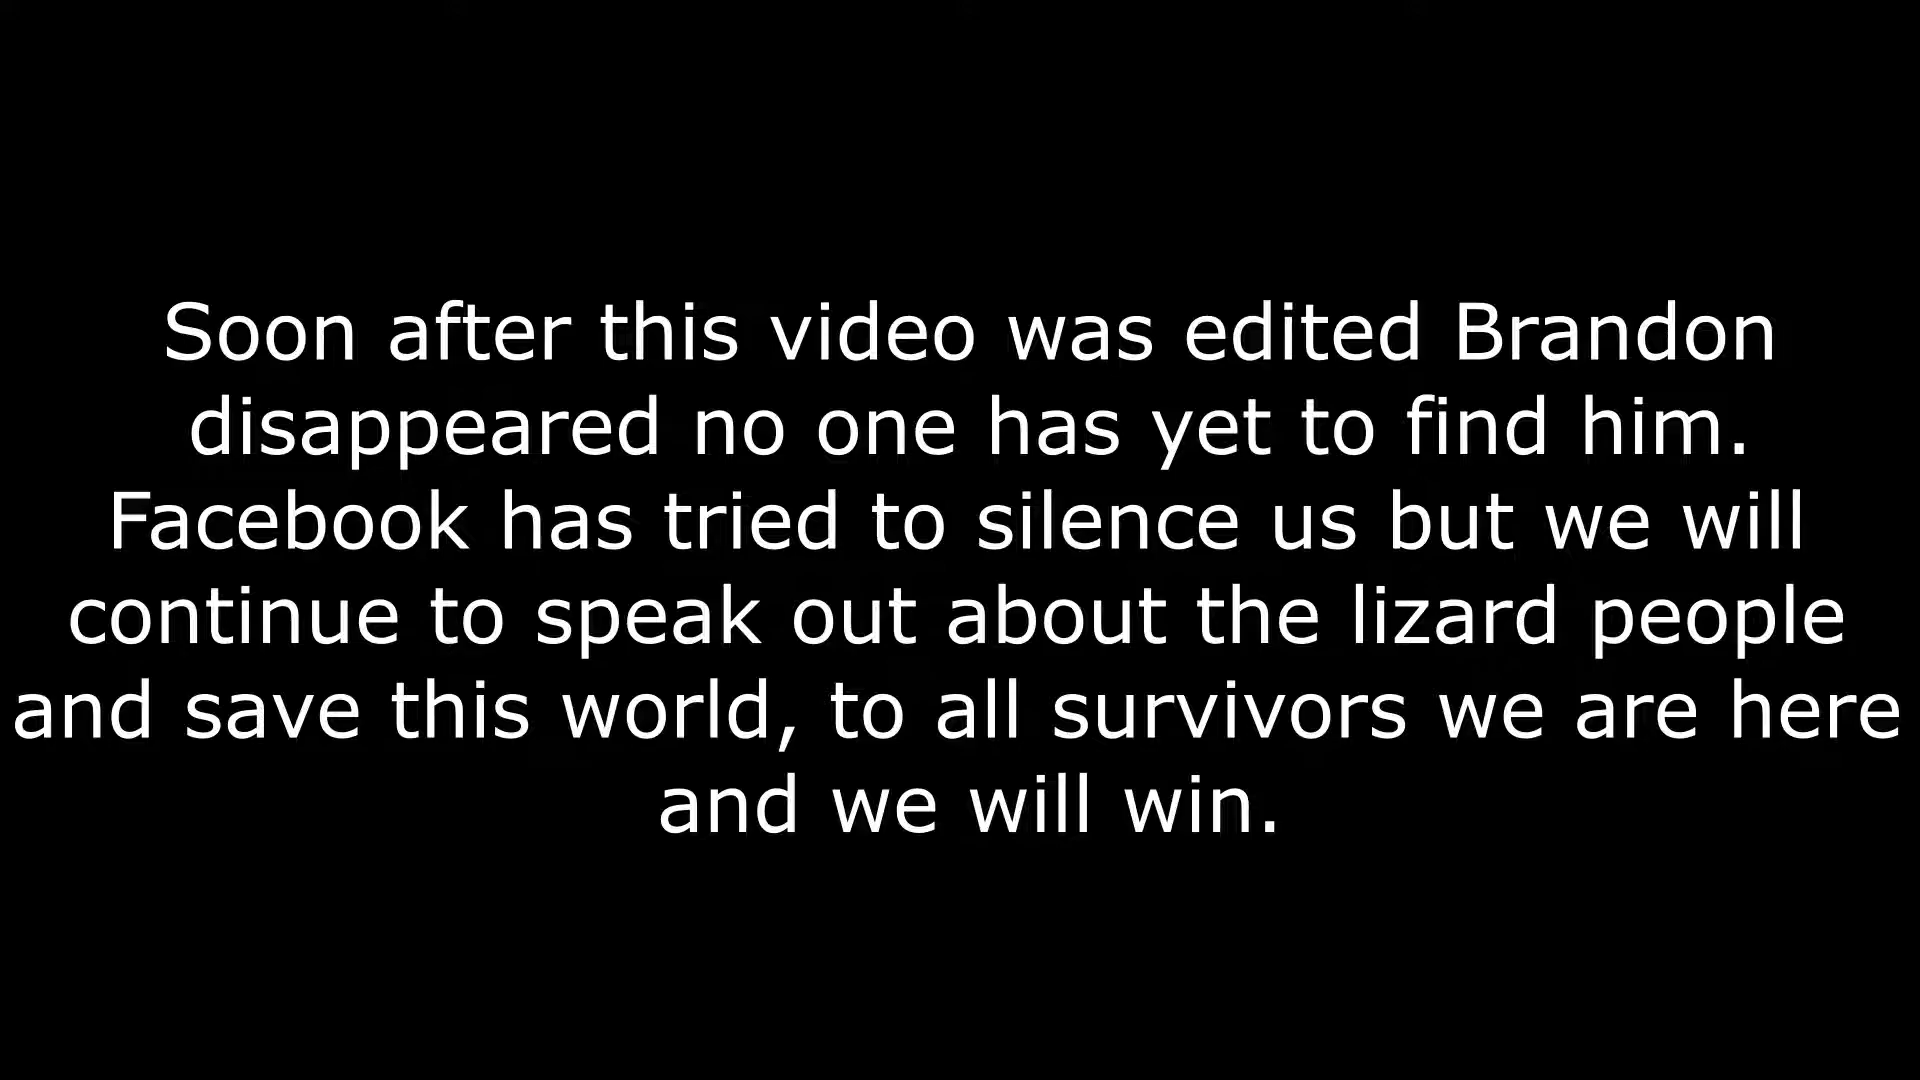 Soon after this video was edited Brandon
disappeared no one has yet to find him.
Facebook has tried to silence us but we will
continue to speak out about the lizard people
and save this world, to all survivors we are here
and we will win.